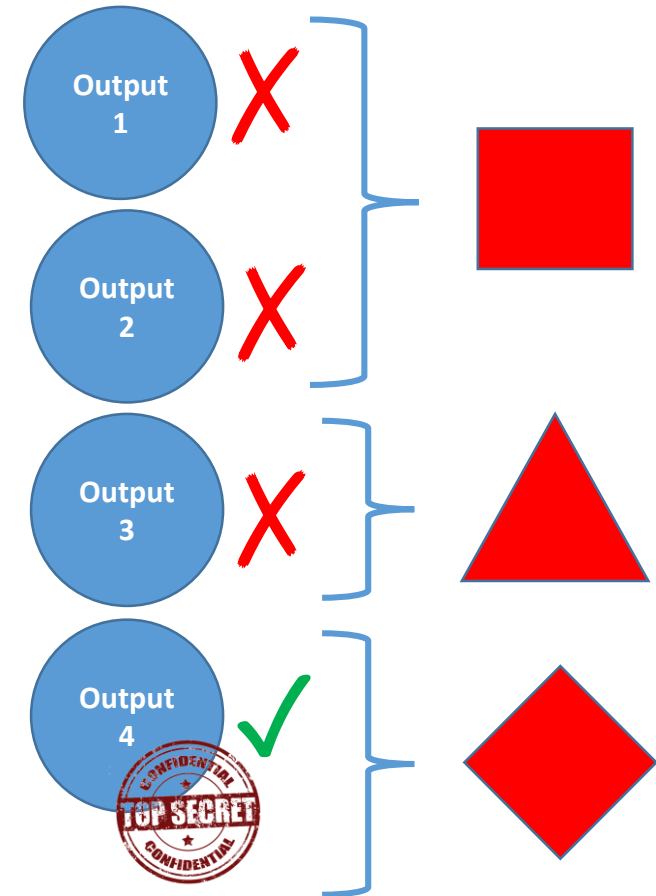 Output
1
Output
2
Output
3
Output
4
CONFIDENTIAL
TOP SECRET
CONFIDENTIAL